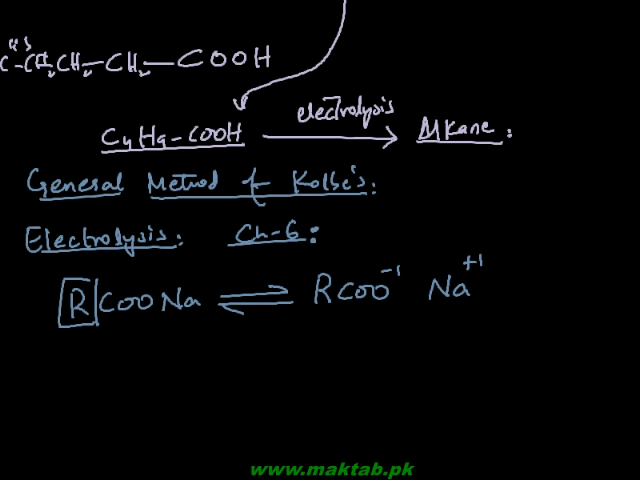 CH₂-CH₂-CH₂-COOH
C₄H₉-COOH electrolysis Alkane:
General Method of Kolbe's:
Electrolysis: Ch-6:
RCOONa ⇌ RCOO⁻¹ Na⁺¹
www.maktab.pk